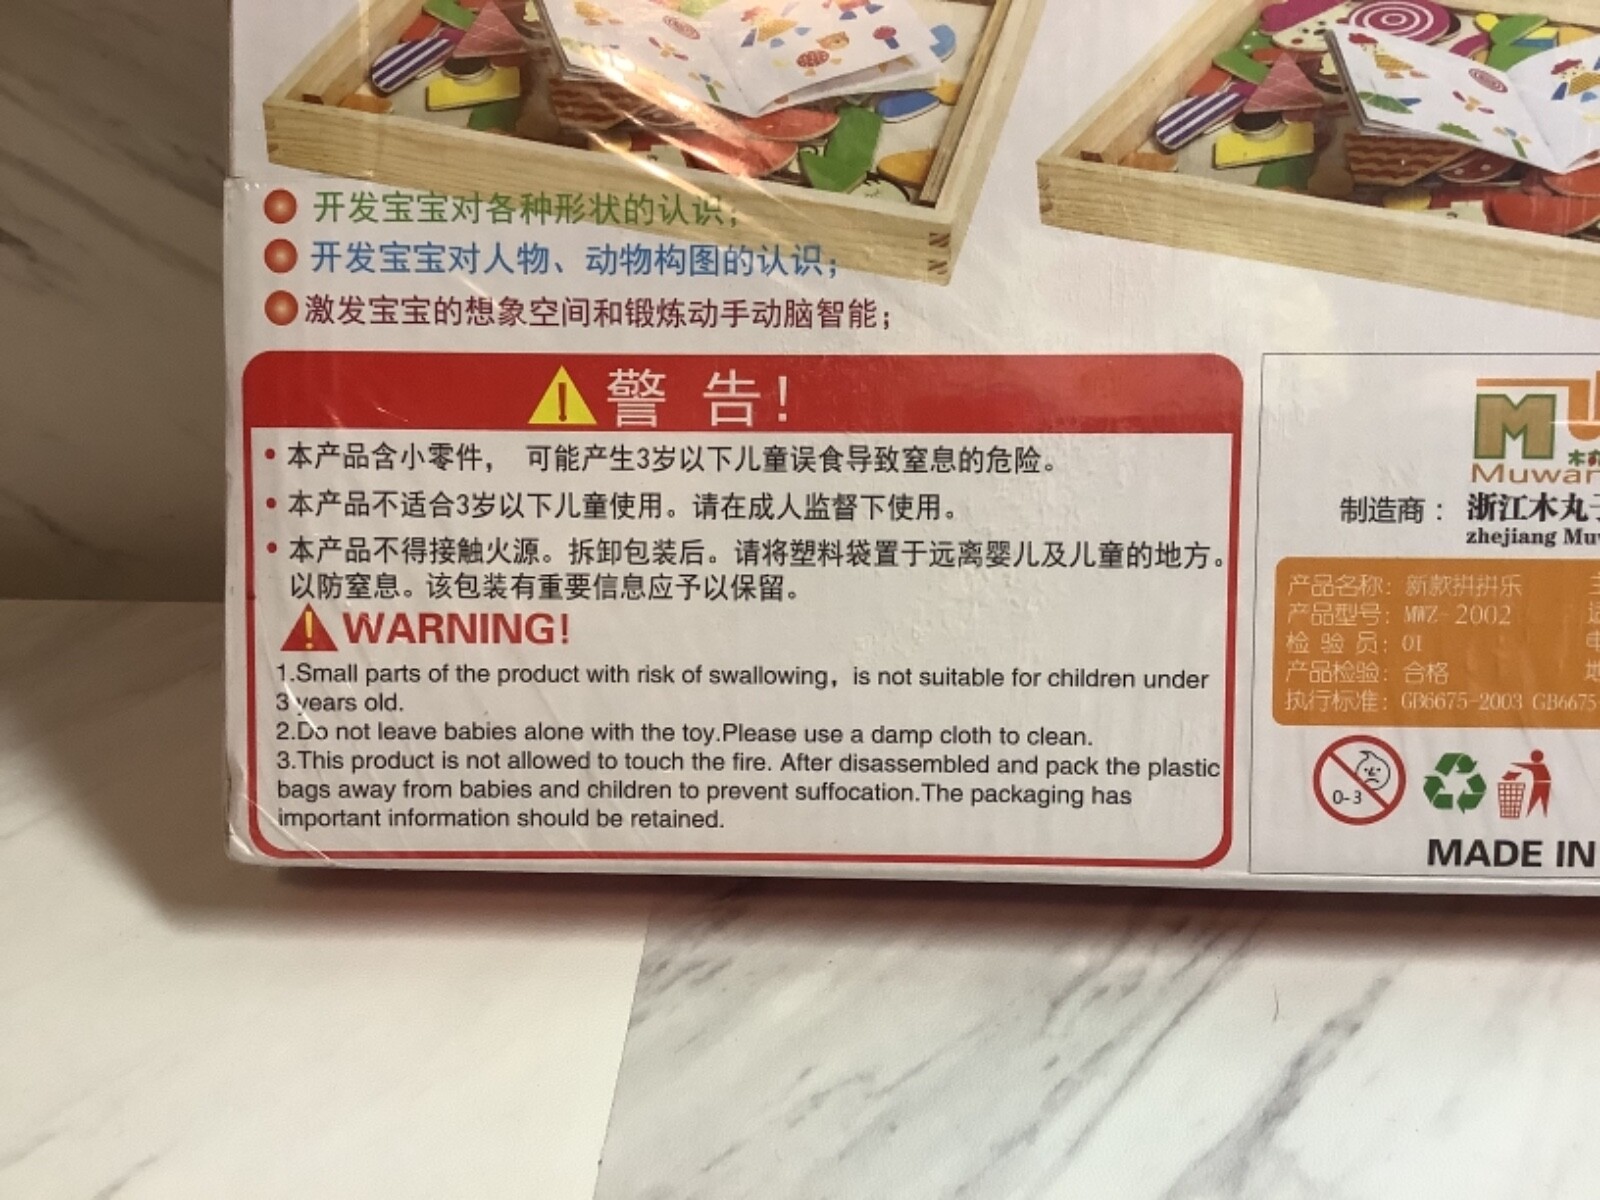 开发宝宝对各种形状的认识；
开发宝宝对人物、动物构图的认识；
激发宝宝的想象空间和锻炼动手动脑智能；
警 告！
本产品含小零件， 可能产生3岁以下儿童误食导致窒息的危险。
本产品不适合3岁以下儿童使用。请在成人监督下使用。
本产品不得接触火源。拆卸包装后。请将塑料袋置于远离婴儿及儿童的地方。
以防窒息。该包装有重要信息应予以保留。
WARNING!
1.Small parts of the product with risk of swallowing，is not suitable for children under
3 years old.
2.Do not leave babies alone with the toy.Please use a damp cloth to clean.
3.This product is not allowed to touch the fire. After disassembled and pack the plastic
bags away from babies and children to prevent suffocation.The packaging has
important information should be retained.
制造商： 浙江木丸
zhejiang
产品名称： 新款拼拼乐
产品型号： MWZ-2002
检 验 员： 01
产品检验： 合格
执行标准： GB6675-2003 GB6675-
0-3
MADE IN